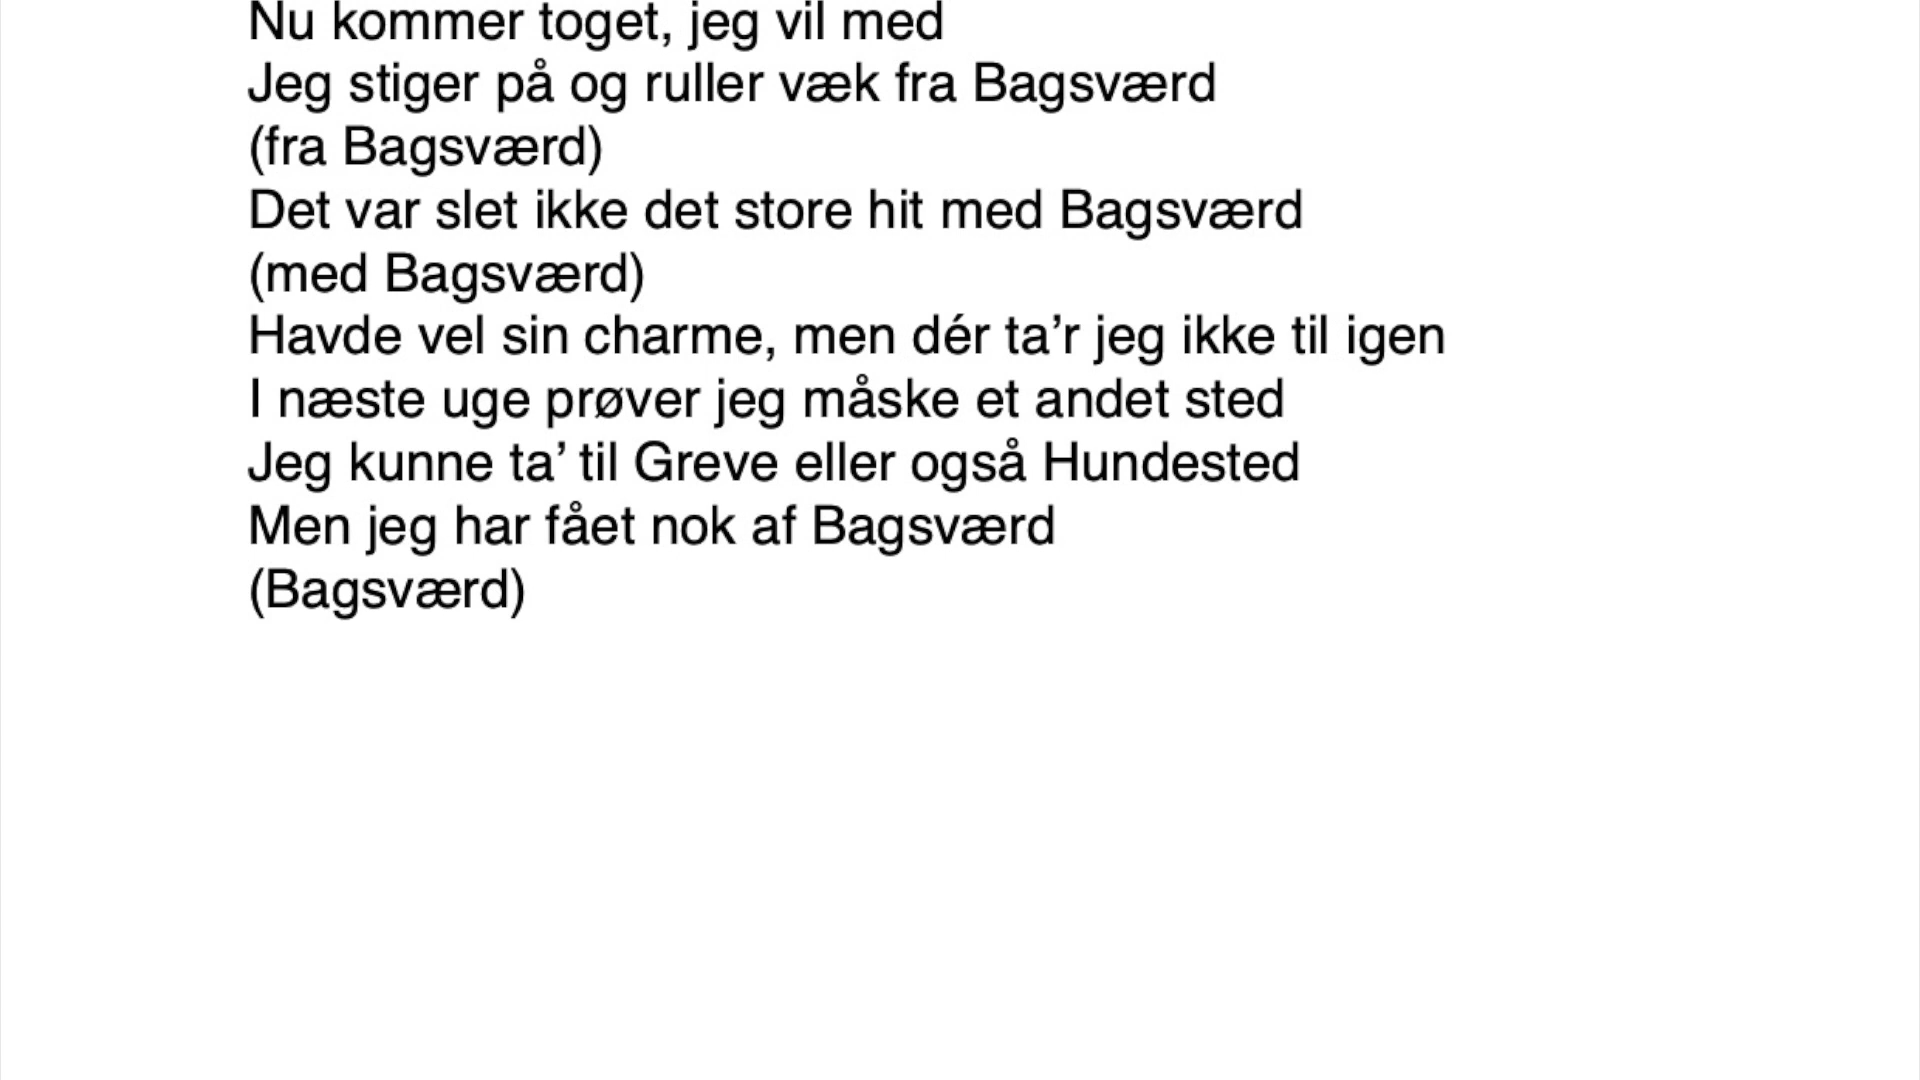 Nu kommer toget, jeg vil med
Jeg stiger på og ruller væk fra Bagsværd
(fra Bagsværd)
Det var slet ikke det store hit med Bagsværd
(med Bagsværd)
Havde vel sin charme, men dér ta’r jeg ikke til igen
I næste uge prøver jeg måske et andet sted
Jeg kunne ta’ til Greve eller også Hundested
Men jeg har fået nok af Bagsværd
(Bagsværd)